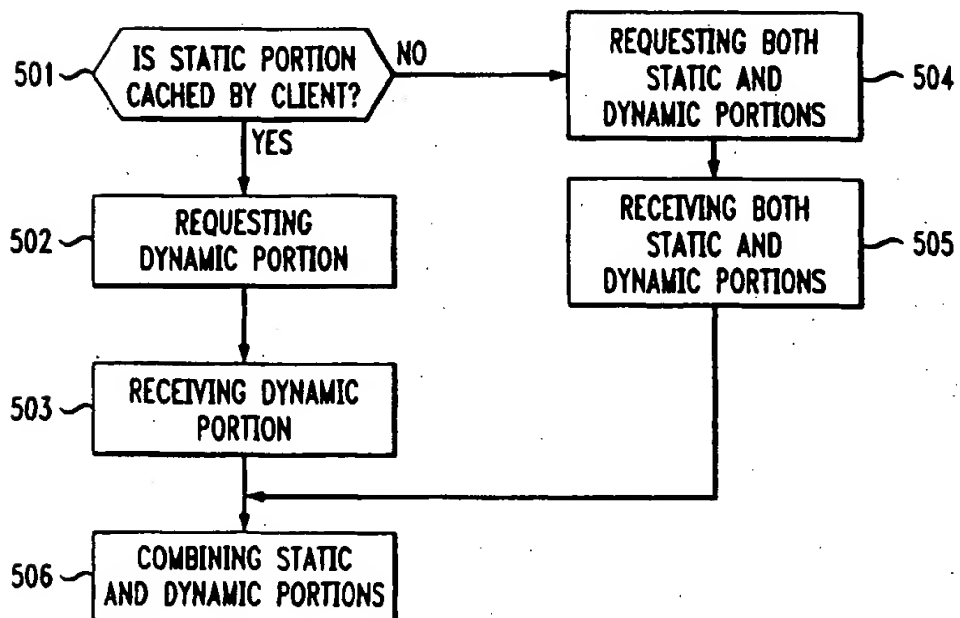 501
IS STATIC PORTION
CACHED BY CLIENT?
NO
YES
REQUESTING BOTH
STATIC AND
DYNAMIC PORTIONS
504
502
REQUESTING
DYNAMIC PORTION
RECEIVING BOTH
STATIC AND
DYNAMIC PORTIONS
505
503
RECEIVING DYNAMIC
PORTION
506
COMBINING STATIC
AND DYNAMIC PORTIONS